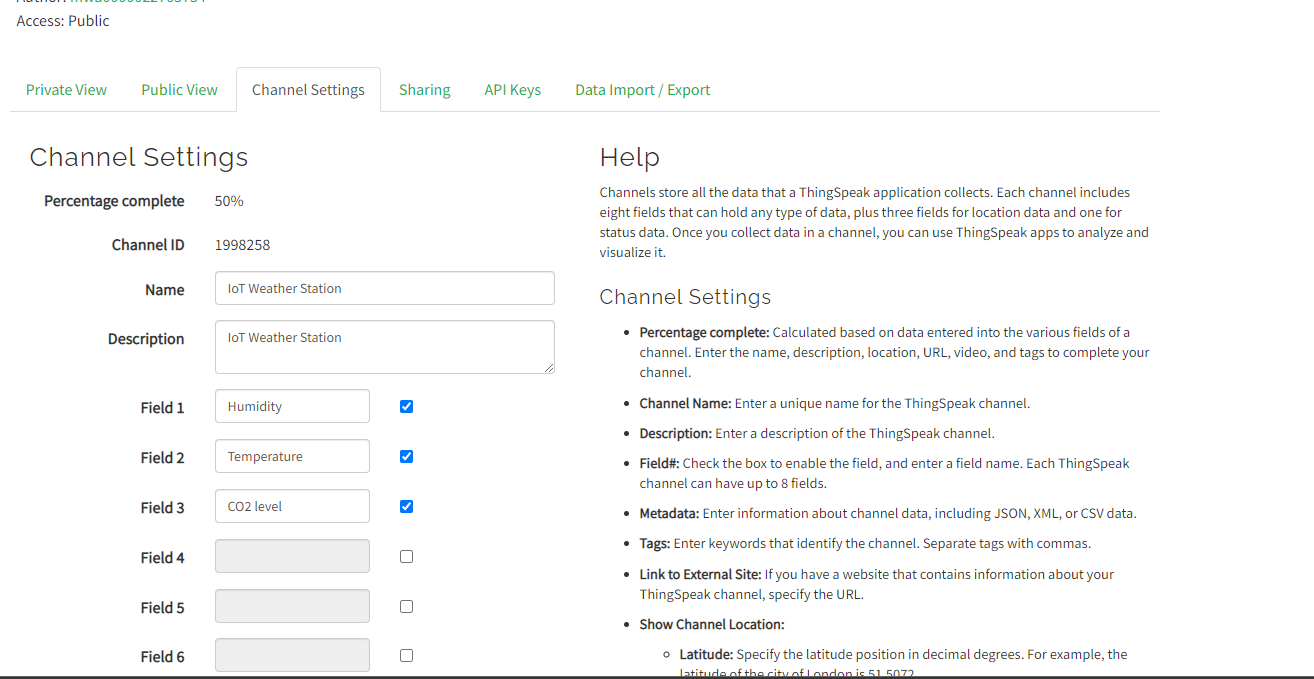 Access: Public
Private View
Public View
Channel Settings
Sharing
API Keys
Data Import / Export
Channel Settings
Percentage complete 50%
Channel ID 1998258
Name IoT Weather Station
Description IoT Weather Station
Field 1 Humidity
Field 2 Temperature
Field 3 CO2 level
Field 4
Field 5
Field 6
Help
Channels store all the data that a ThingSpeak application collects. Each channel includes
eight fields that can hold any type of data, plus three fields for location data and one for
status data. Once you collect data in a channel, you can use ThingSpeak apps to analyze and
visualize it.
Channel Settings
Percentage complete: Calculated based on data entered into the various fields of a
channel. Enter the name, description, location, URL, video, and tags to complete your
channel.
Channel Name: Enter a unique name for the ThingSpeak channel.
Description: Enter a description of the ThingSpeak channel.
Field#: Check the box to enable the field, and enter a field name. Each ThingSpeak
channel can have up to 8 fields.
Metadata: Enter information about channel data, including JSON, XML, or CSV data.
Tags: Enter keywords that identify the channel. Separate tags with commas.
Link to External Site: If you have a website that contains information about your
ThingSpeak channel, specify the URL.
Show Channel Location:
Latitude: Specify the latitude position in decimal degrees. For example, the
latitude of the city of London is 51.5072.